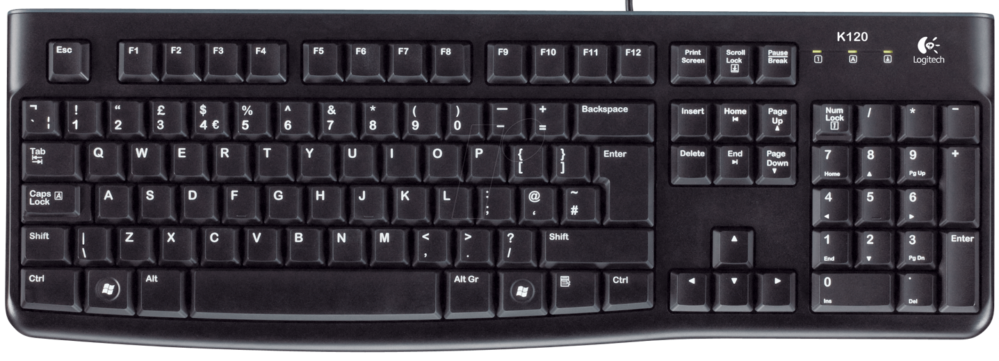 K120
Logitech
Esc F1 F2 F3 F4 F5 F6 F7 F8 F9 F10 F11 F12 Print Screen Scroll Lock Pause Break 1 A
¬ ` ¦ ! 1 “ 2 £ 3 $ 4 € % 5 ^ 6 & 7 * 8 ( 9 ) 0 — – + = Backspace Insert Home Page Up Num Lock 1 / * –
Tab Q W E R T Y U I O P { [ } ] Enter Delete End Page Down 7 Home 8 9 Pg Up +
Caps Lock A A S D F G H J K L : ; @ ‘ ~ # 4 5 6
Shift | \ Z X C V B N M < , > . ? / Shift 1 End 2 3 Pg Dn Enter
Ctrl Alt Alt Gr Ctrl 0 Ins . Del